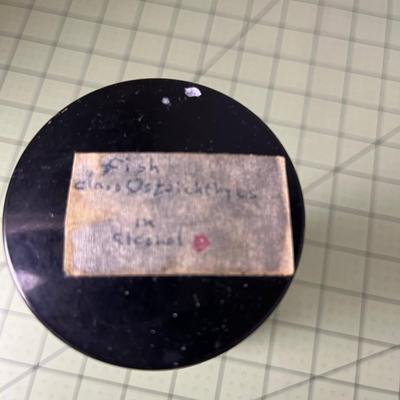 Fish
class Osteichthyes
in
alcohol